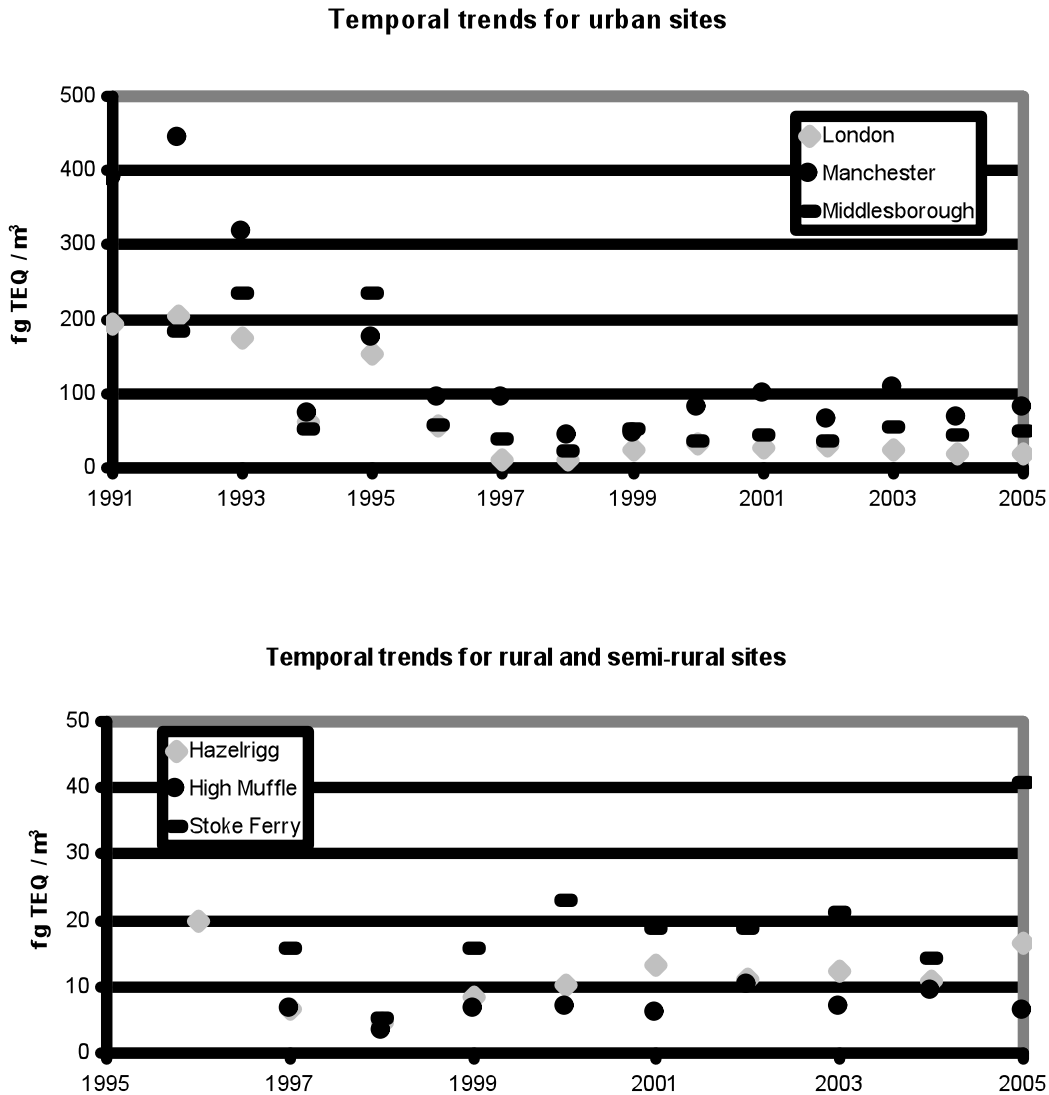 Temporal trends for urban sites
500
400
300
200
100
0
fg TEQ / m³
London
Manchester
Middlesborough
1991 1993 1995 1997 1999 2001 2003 2005
Temporal trends for rural and semi-rural sites
50
40
30
20
10
0
fg TEQ / m³
Hazelrigg
High Muffle
Stoke Ferry
1995 1997 1999 2001 2003 2005